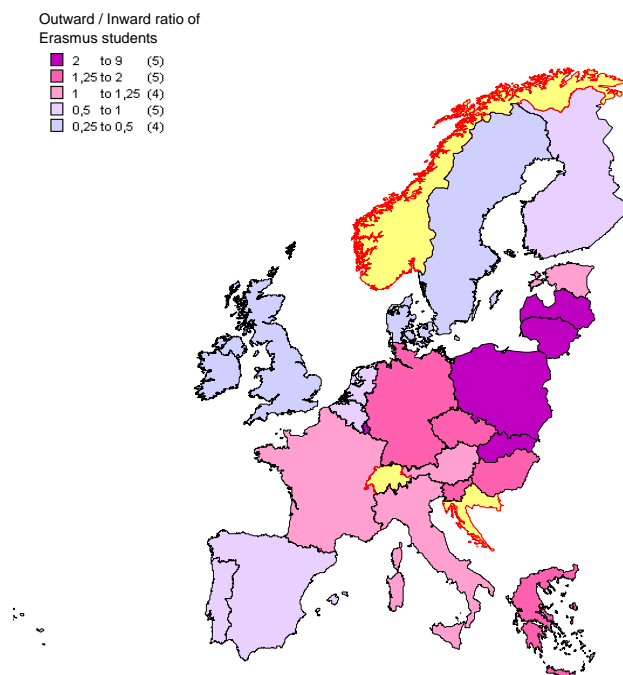 Outward / Inward ratio of
Erasmus students
2 to 9 (5)
1,25 to 2 (5)
1 to 1,25 (4)
0,5 to 1 (5)
0,25 to 0,5 (4)